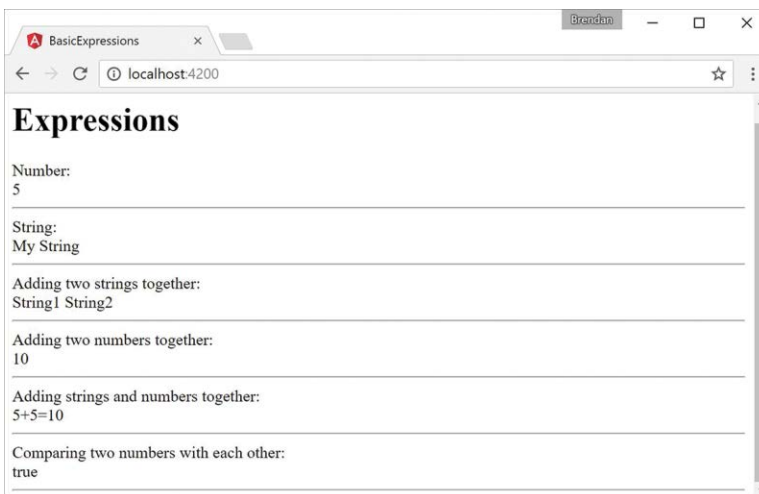 Brendan
BasicExpressions
localhost:4200
Expressions
Number:
5
String:
My String
Adding two strings together:
String1 String2
Adding two numbers together:
10
Adding strings and numbers together:
5+5=10
Comparing two numbers with each other:
true